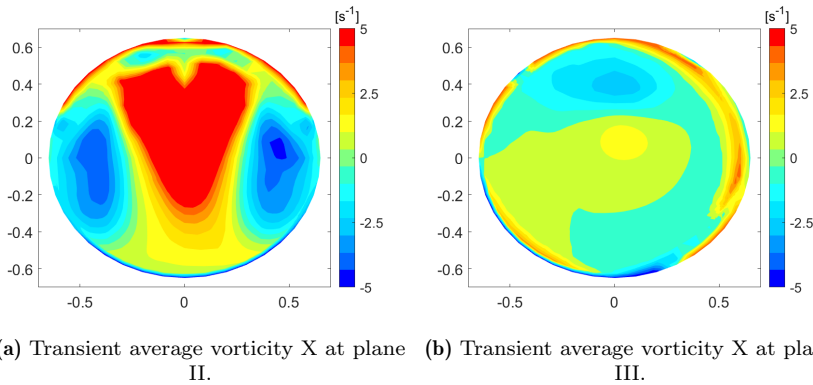 [s⁻¹] [s⁻¹]
0.6 5 0.6 5
0.4 0.4
0.2 2.5 0.2 2.5
0 0 0 0
-0.2 -0.2
-0.4 -2.5 -0.4 -2.5
-0.6 -5 -0.6 -5
-0.5 0 0.5 -0.5 0 0.5
a) Transient average vorticity X at plane (b) Transient average vorticity X at pla
II. III.